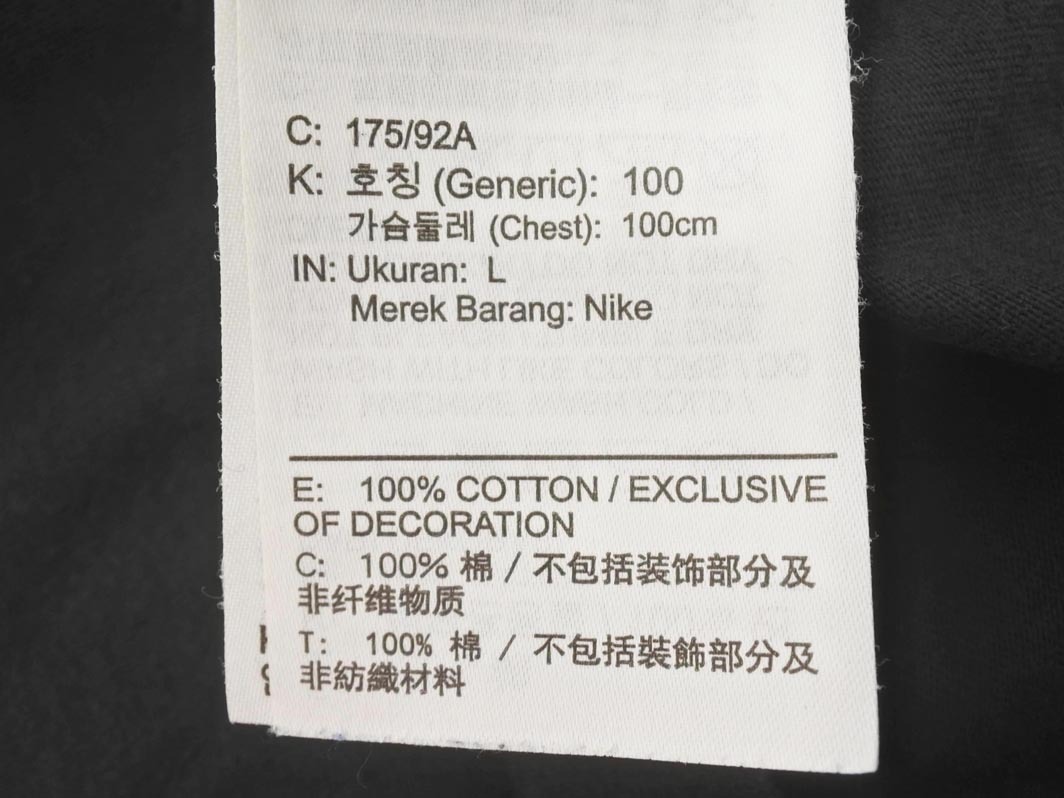 C: 175/92A
K: 호칭 (Generic): 100
가슴둘레 (Chest): 100cm
IN: Ukuran: L
Merek Barang: Nike
E: 100% COTTON / EXCLUSIVE
OF DECORATION
C: 100% 棉 / 不包括装饰部分及
非纤维物质
T: 100% 棉 / 不包括裝飾部分及
非紡織材料